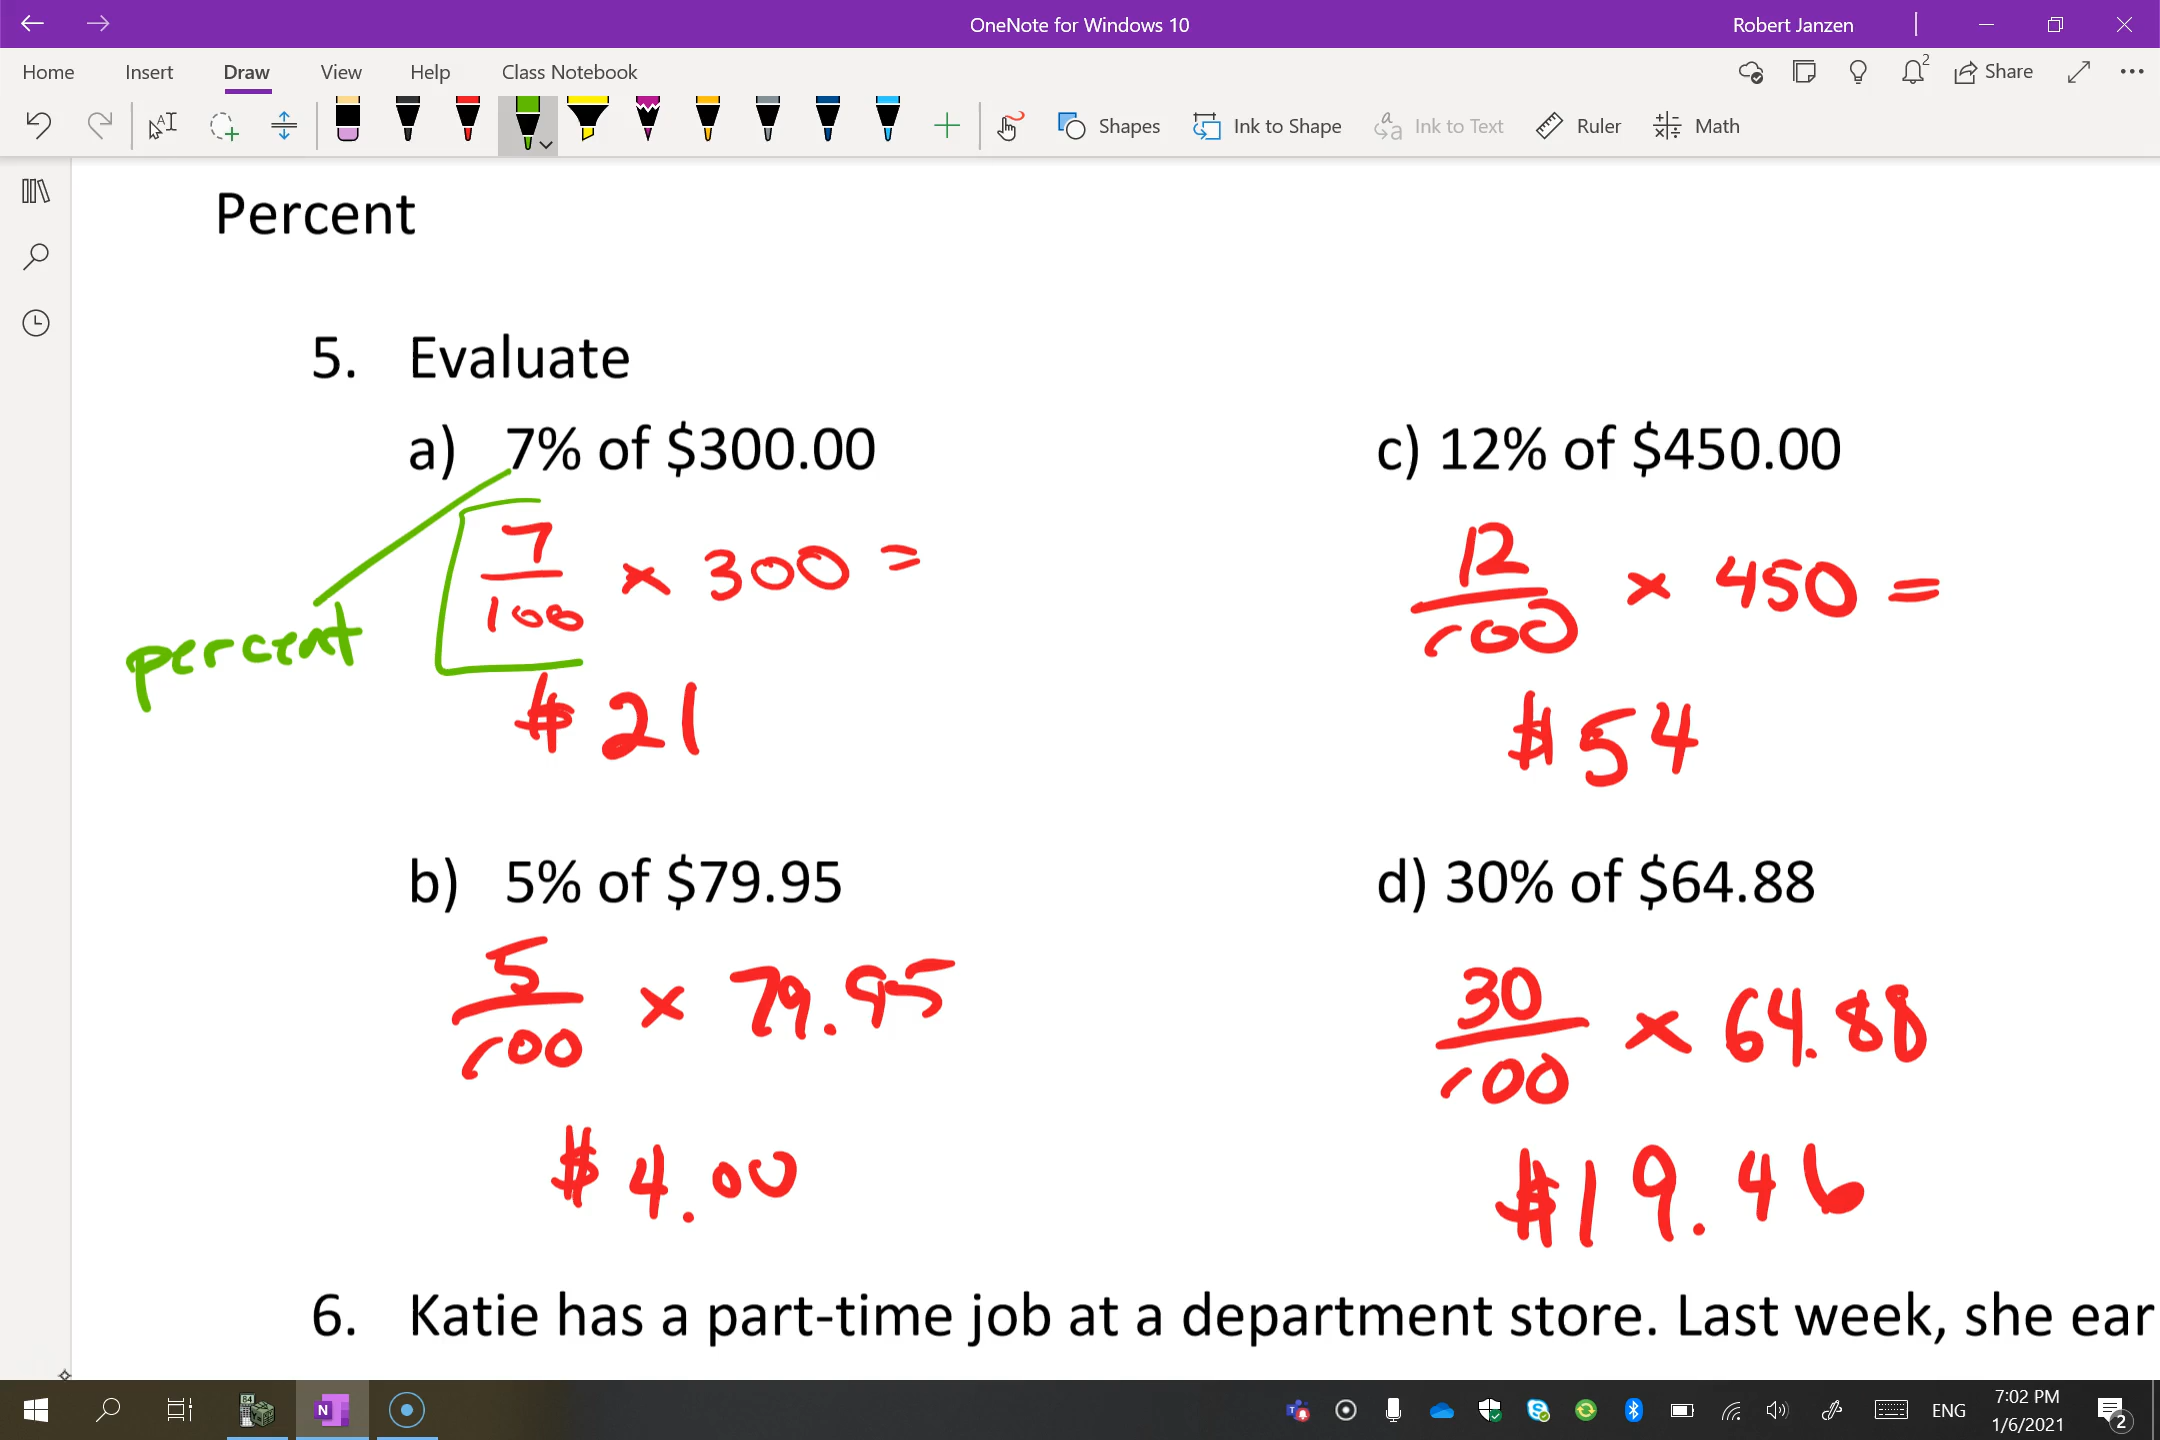 OneNote for Windows 10
Robert Janzen
Home Insert Draw View Help Class Notebook
2 Share
Shapes Ink to Shape Ink to Text Ruler Math
Percent
5. Evaluate
a) 7% of $300.00
7/100 × 300 =
percent
$21
c) 12% of $450.00
12/100 × 450 =
$54
b) 5% of $79.95
5/100 × 79.95
$4.00
d) 30% of $64.88
30/100 × 64.88
$19.46
6. Katie has a part-time job at a department store. Last week, she ear
ENG
7:02 PM
1/6/2021
2